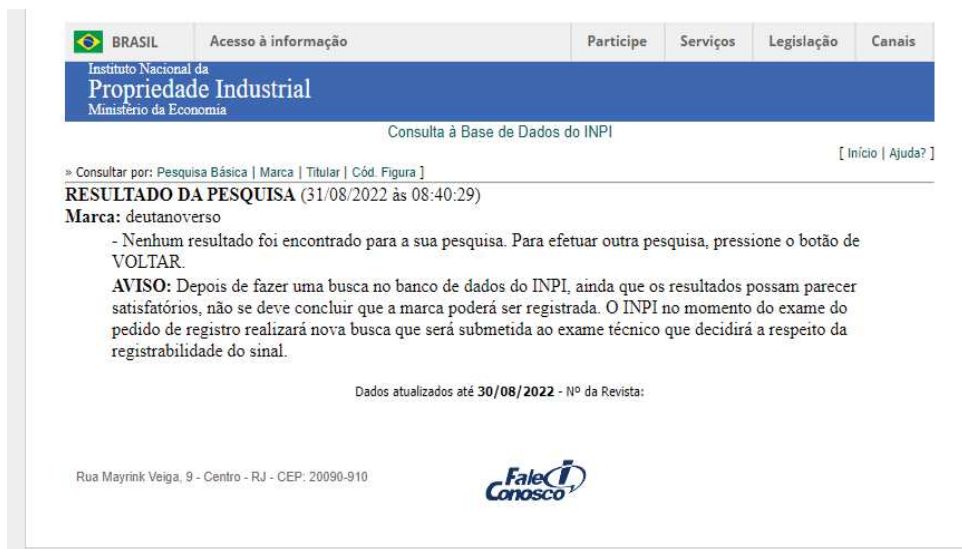 BRASIL Acesso à informação Participe Serviços Legislação Canais
Instituto Nacional da
Propriedade Industrial
Ministério da Economia
Consulta à Base de Dados do INPI
[ Início | Ajuda? ]
» Consultar por: Pesquisa Básica | Marca | Titular | Cód. Figura ]
RESULTADO DA PESQUISA (31/08/2022 às 08:40:29)
Marca: deutanoverso
- Nenhum resultado foi encontrado para a sua pesquisa. Para efetuar outra pesquisa, pressione o botão de
VOLTAR.
AVISO: Depois de fazer uma busca no banco de dados do INPI, ainda que os resultados possam parecer
satisfatórios, não se deve concluir que a marca poderá ser registrada. O INPI no momento do exame do
pedido de registro realizará nova busca que será submetida ao exame técnico que decidirá a respeito da
registrabilidade do sinal.
Dados atualizados até 30/08/2022 - Nº da Revista:
Rua Mayrink Veiga, 9 - Centro - RJ - CEP: 20090-910
Fale
Conosco